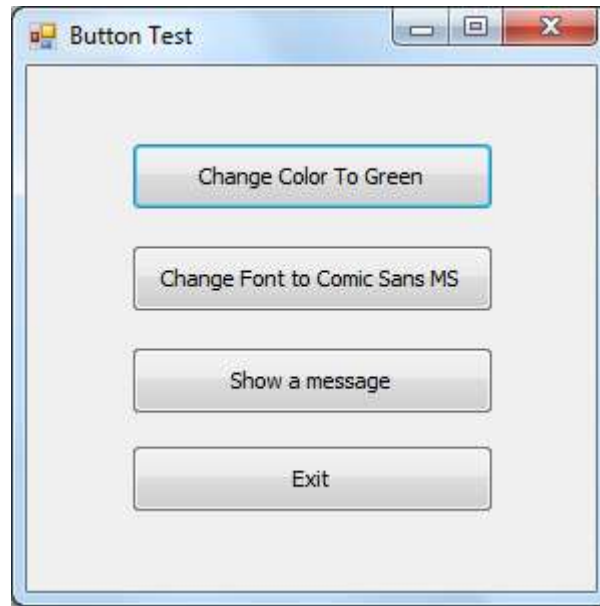 Button Test
Change Color To Green
Change Font to Comic Sans MS
Show a message
Exit